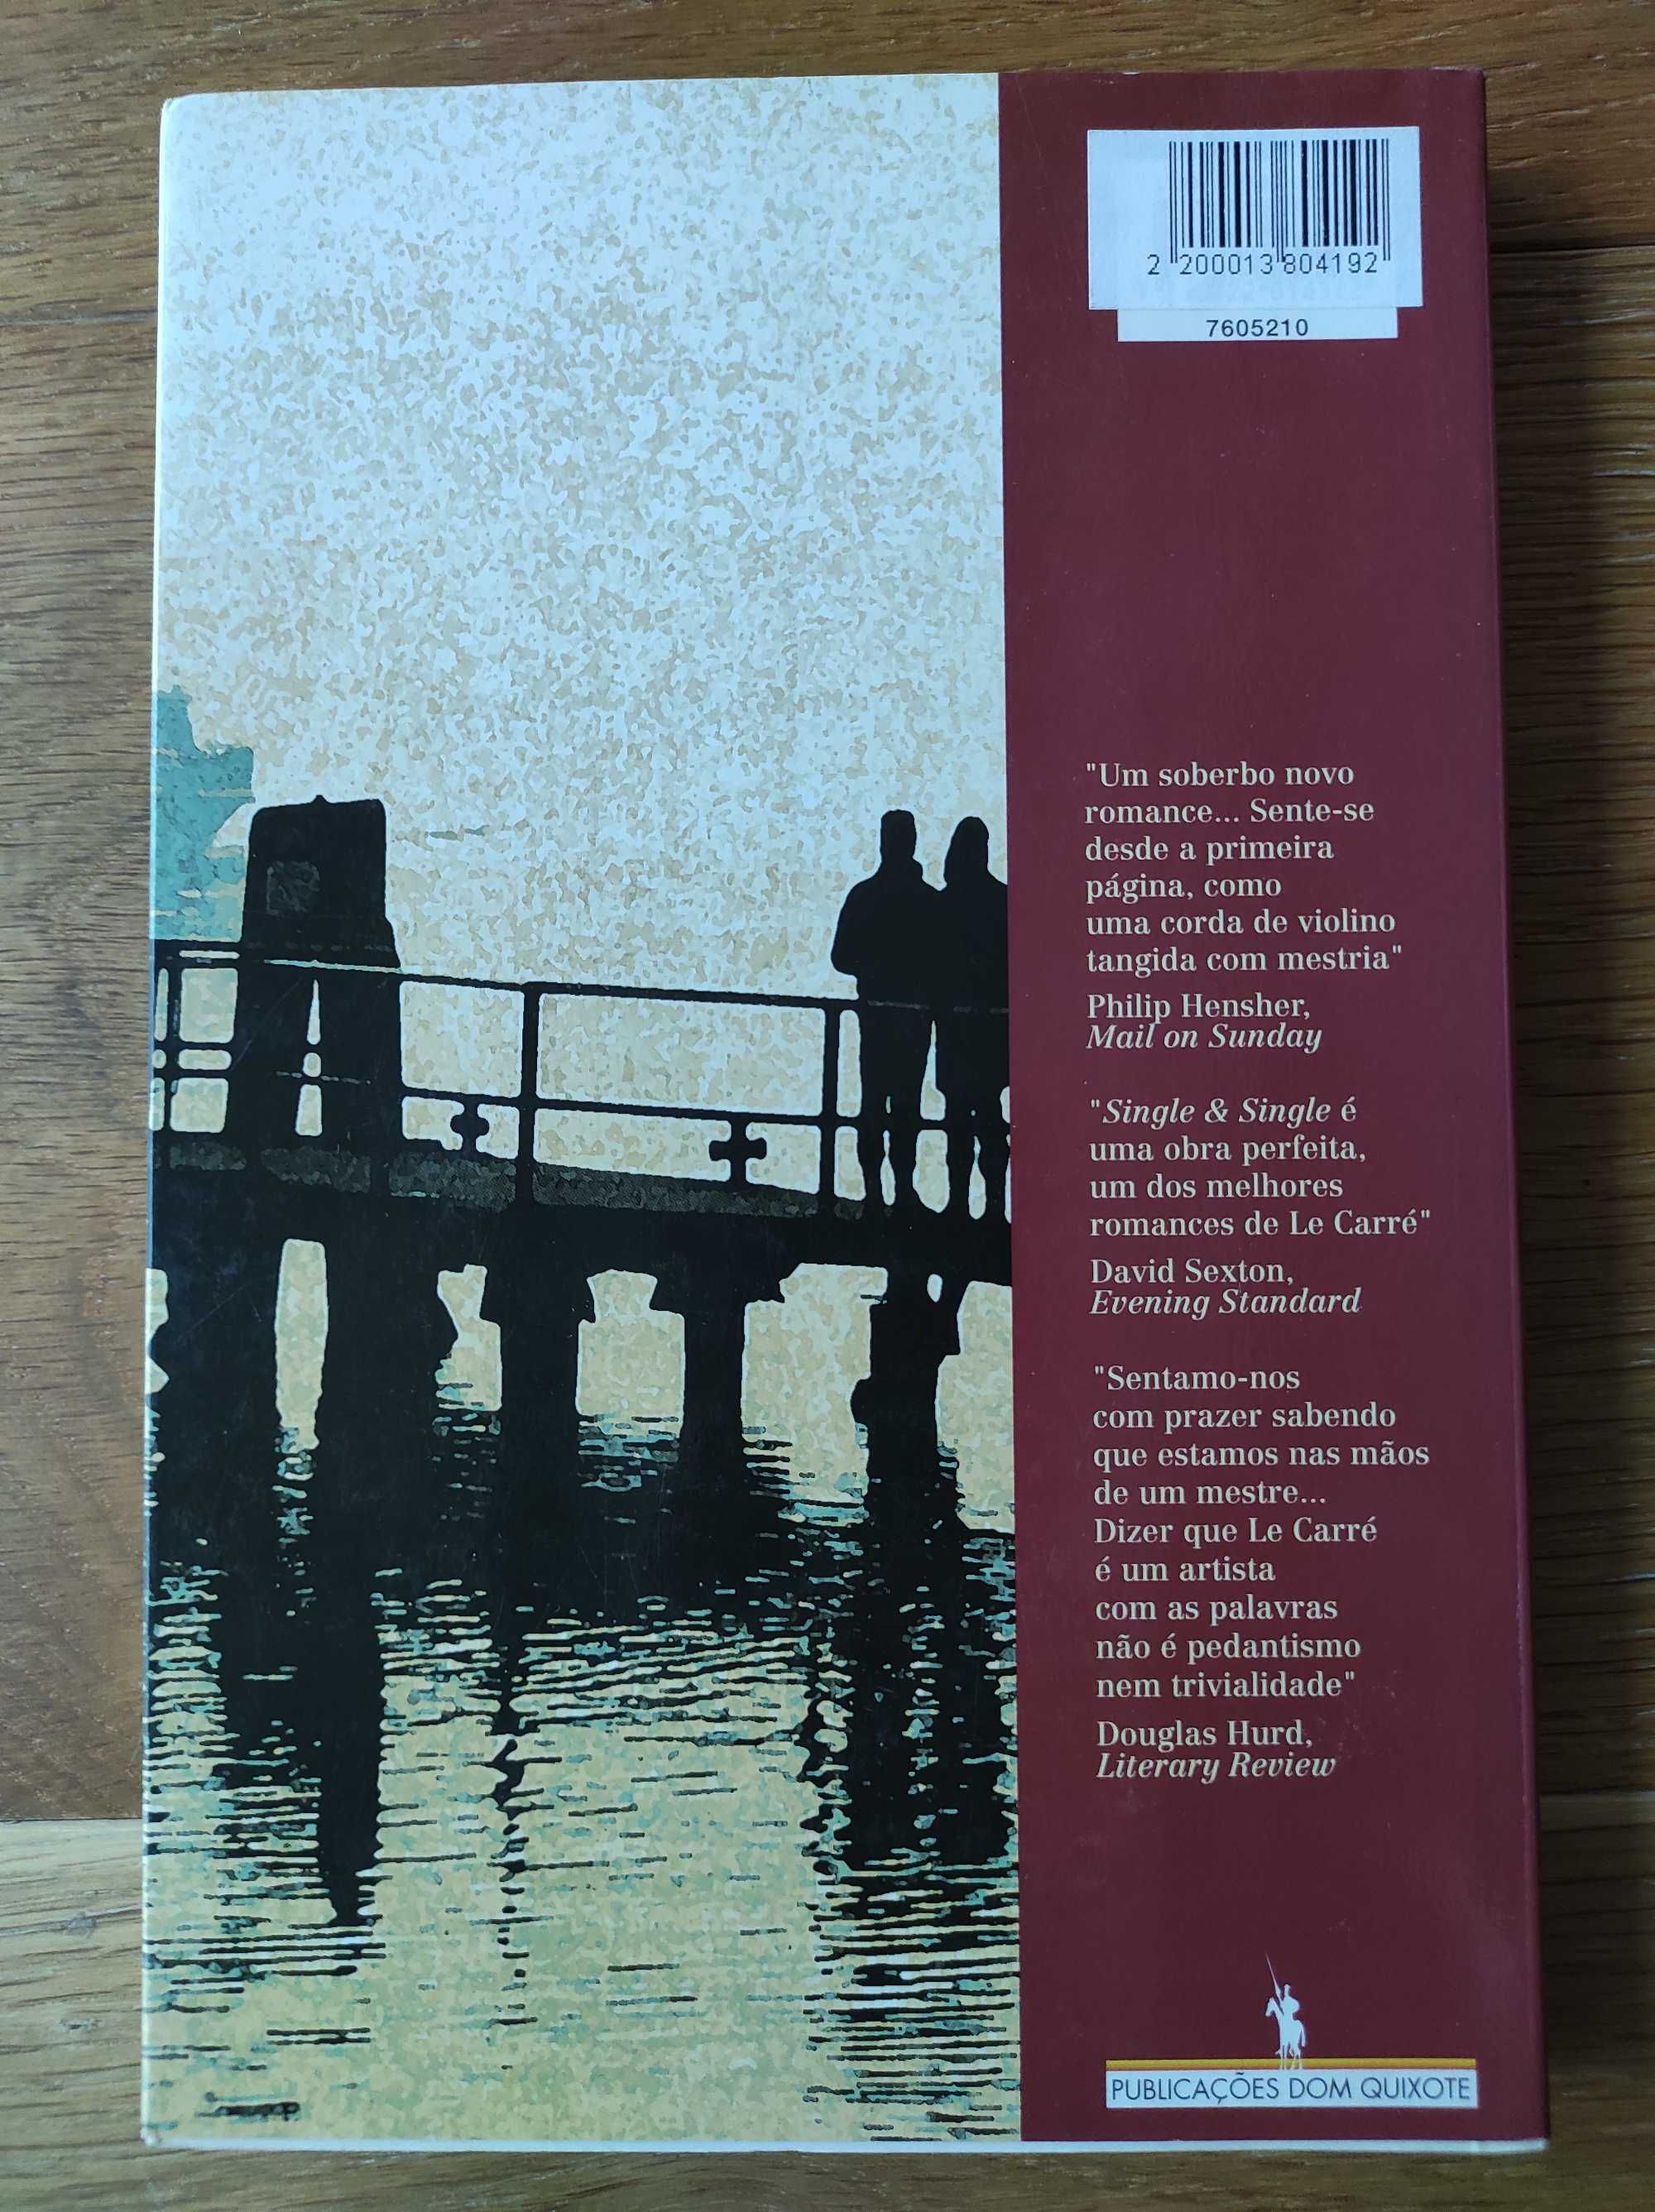 2 200013 804192
7605210
"Um soberbo novo
romance... Sente-se
desde a primeira
página, como
uma corda de violino
tangida com mestria"
Philip Hensher,
Mail on Sunday
"Single & Single é
uma obra perfeita,
um dos melhores
romances de Le Carré"
David Sexton,
Evening Standard
"Sentamo-nos
com prazer sabendo
que estamos nas mãos
de um mestre...
Dizer que Le Carré
é um artista
com as palavras
não é pedantismo
nem trivialidade"
Douglas Hurd,
Literary Review
PUBLICAÇÕES DOM QUIXOTE